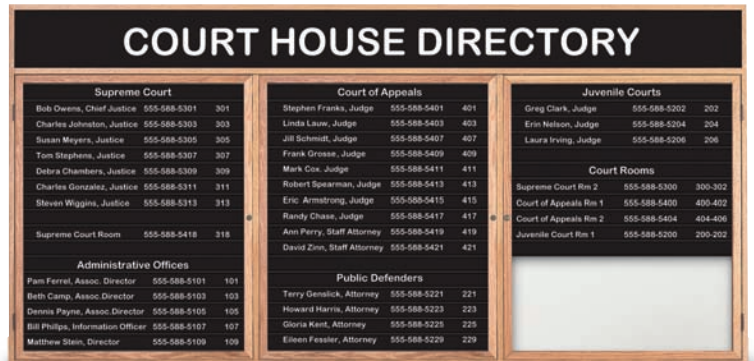 COURT HOUSE DIRECTORY
Supreme Court
Bob Owens, Chief Justice 555-588-5301 301
Charles Johnston, Justice 555-588-5303 303
Susan Meyers, Justice 555-588-5305 305
Tom Stephens, Justice 555-588-5307 307
Debra Chambers, Justice 555-588-5309 309
Charles Gonzalez, Justice 555-588-5311 311
Steven Wiggins, Justice 555-588-5313 313
Supreme Court Room 555-588-5418 318
Administrative Offices
Pam Ferrel, Assoc. Director 555-588-5101 101
Beth Camp, Assoc.Director 555-588-5103 103
Dennis Payne, Assoc.Director 555-588-5105 105
Bill Philips, Information Officer 555-588-5107 107
Matthew Stein, Director 555-588-5109 109
Court of Appeals
Stephen Franks, Judge 555-588-5401 401
Linda Lauw, Judge 555-588-5403 403
Jill Schmidt, Judge 555-588-5407 407
Frank Grosse, Judge 555-588-5409 409
Mark Cox. Judge 555-588-5411 411
Robert Spearman, Judge 555-588-5413 413
Eric Armstrong, Judge 555-588-5415 415
Randy Chase, Judge 555-588-5417 417
Ann Perry, Staff Attorney 555-588-5419 419
David Zinn, Staff Attorney 555-588-5421 421
Public Defenders
Terry Genslick, Attorney 555-588-5221 221
Howard Harris, Attorney 555-588-5223 223
Gloria Kent, Attorney 555-588-5225 225
Eileen Fessler, Attorney 555-588-5229 229
Juvenile Courts
Greg Clark, Judge 555-588-5202 202
Erin Nelson, Judge 555-588-5204 204
Laura Irving, Judge 555-588-5206 206
Court Rooms
Supreme Court Rm 2 555-588-5300 300-302
Court of Appeals Rm 1 555-588-5400 400-402
Court of Appeals Rm 2 555-588-5404 404-406
Juvenile Court Rm 1 555-588-5200 200-202